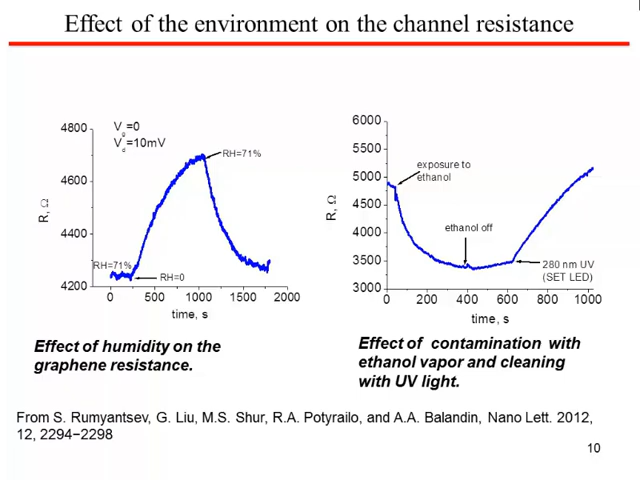 Effect of the environment on the channel resistance
4800
4600
4400
4200
R, Ω
V_g=0
V_d=10mV
RH=71%
RH=71%
RH=0
0 500 1000 1500 2000
time, s
Effect of humidity on the
graphene resistance.
6000
5500
5000
4500
4000
3500
3000
R, Ω
exposure to
ethanol
ethanol off
280 nm UV
(SET LED)
0 200 400 600 800 1000
time, s
Effect of contamination with
ethanol vapor and cleaning
with UV light.
From S. Rumyantsev, G. Liu, M.S. Shur, R.A. Potyrailo, and A.A. Balandin, Nano Lett. 2012,
12, 2294−2298
10